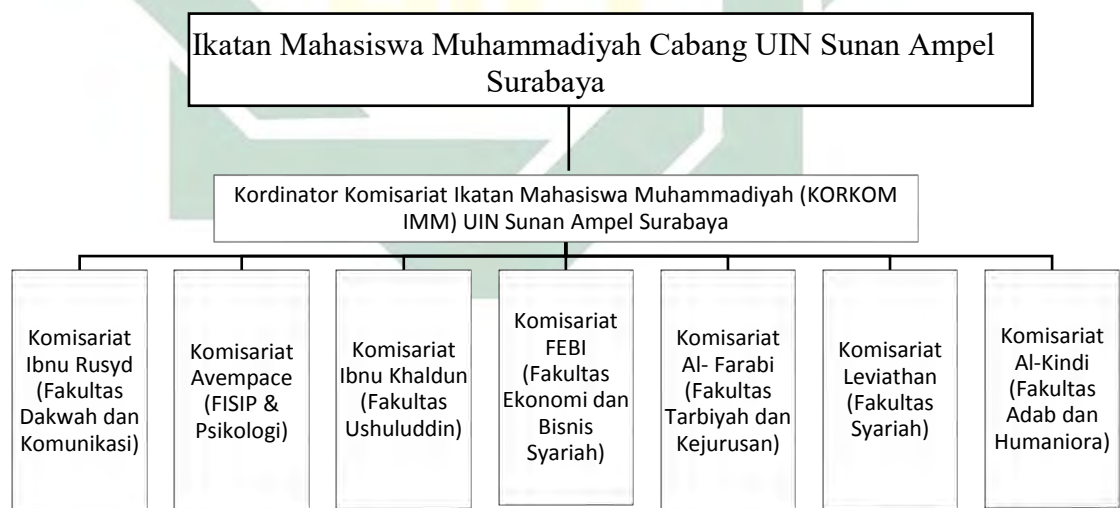 Ikatan Mahasiswa Muhammadiyah Cabang UIN Sunan Ampel
Surabaya
Kordinator Komisariat Ikatan Mahasiswa Muhammadiyah (KORKOM
IMM) UIN Sunan Ampel Surabaya
Komisariat
Ibnu Rusyd
(Fakultas
Dakwah dan
Komunikasi)
Komisariat
Avempace
(FISIP &
Psikologi)
Komisariat
Ibnu Khaldun
(Fakultas
Ushuluddin)
Komisariat
FEBI
(Fakultas
Ekonomi dan
Bisnis
Syariah)
Komisariat
Al- Farabi
(Fakultas
Tarbiyah dan
Kejurusan)
Komisariat
Leviathan
(Fakultas
Syariah)
Komisariat
Al-Kindi
(Fakultas
Adab dan
Humaniora)